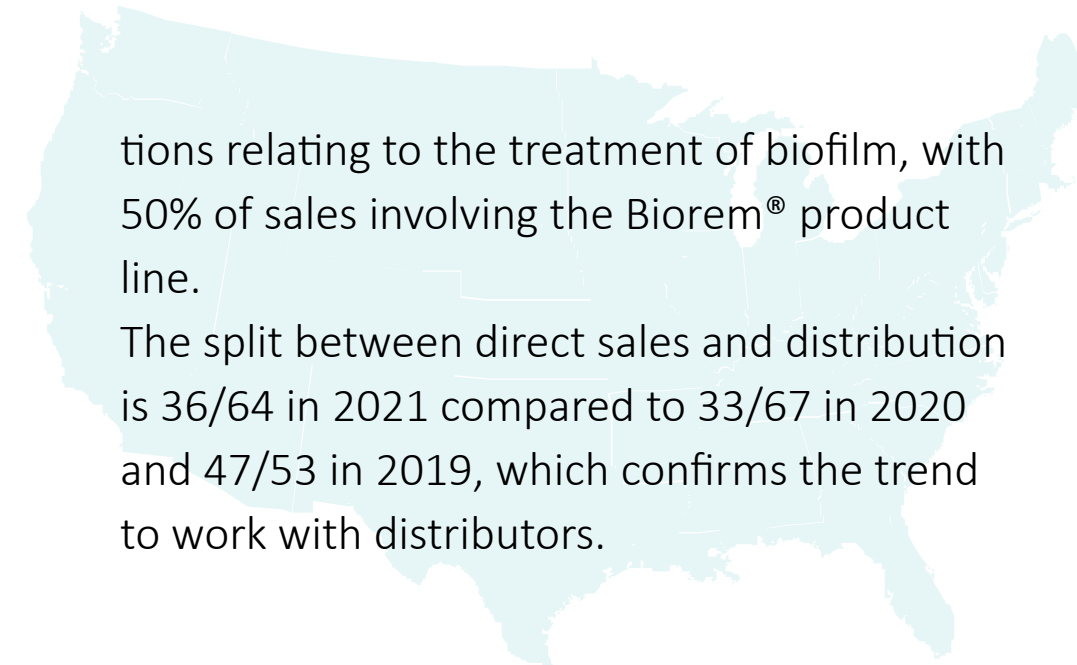 tions relating to the treatment of biofilm, with
50% of sales involving the Biorem® product
line.
The split between direct sales and distribution
is 36/64 in 2021 compared to 33/67 in 2020
and 47/53 in 2019, which confirms the trend
to work with distributors.